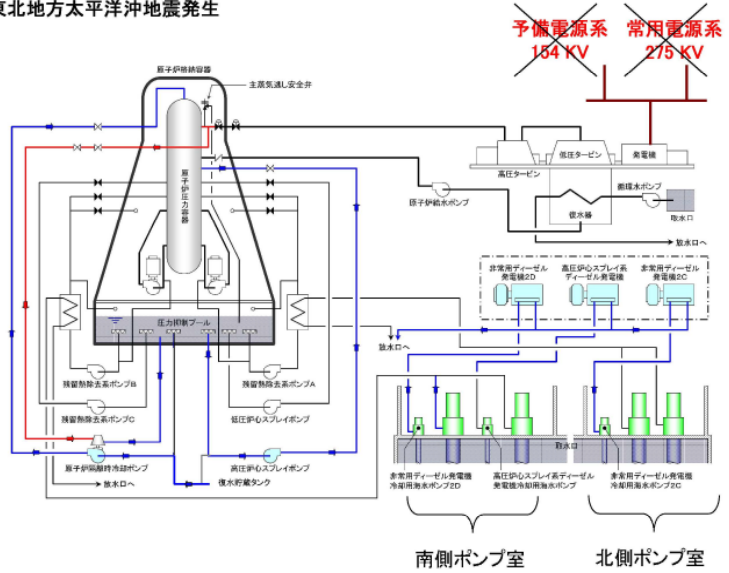 東北地方太平洋沖地震発生
予備電源系
154 KV
常用電源系
275 KV
原子炉格納容器
主蒸気逃し安全弁
原子炉圧力容器
高圧タービン
低圧タービン
発電機
原子炉給水ポンプ
復水器
循環水ポンプ
取水口
放水口へ
非常用ディーゼル
発電機2D
高圧炉心スプレイ系
ディーゼル発電機
非常用ディーゼル
発電機2C
圧力抑制プール
放水口へ
残留熱除去系ポンプB
残留熱除去系ポンプA
残留熱除去系ポンプC
低圧炉心スプレイポンプ
原子炉隔離時冷却ポンプ
高圧炉心スプレイポンプ
放水口へ
復水貯蔵タンク
取水口
非常用ディーゼル発電機
冷却用海水ポンプ2D
高圧炉心スプレイ系ディーゼル
発電機冷却用海水ポンプ
非常用ディーゼル発電機
冷却用海水ポンプ2C
南側ポンプ室
北側ポンプ室